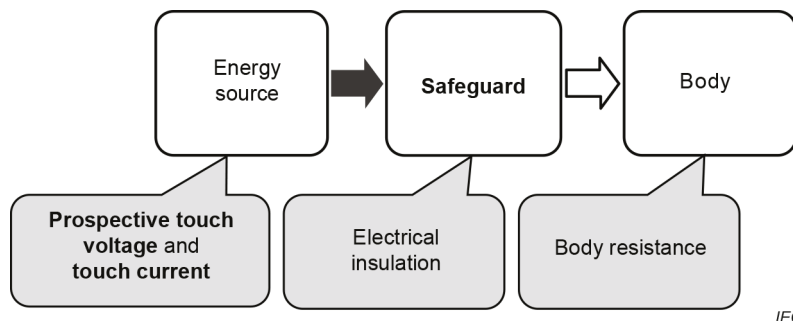 Energy
source
Safeguard
Body
Prospective touch
voltage and
touch current
Electrical
insulation
Body resistance